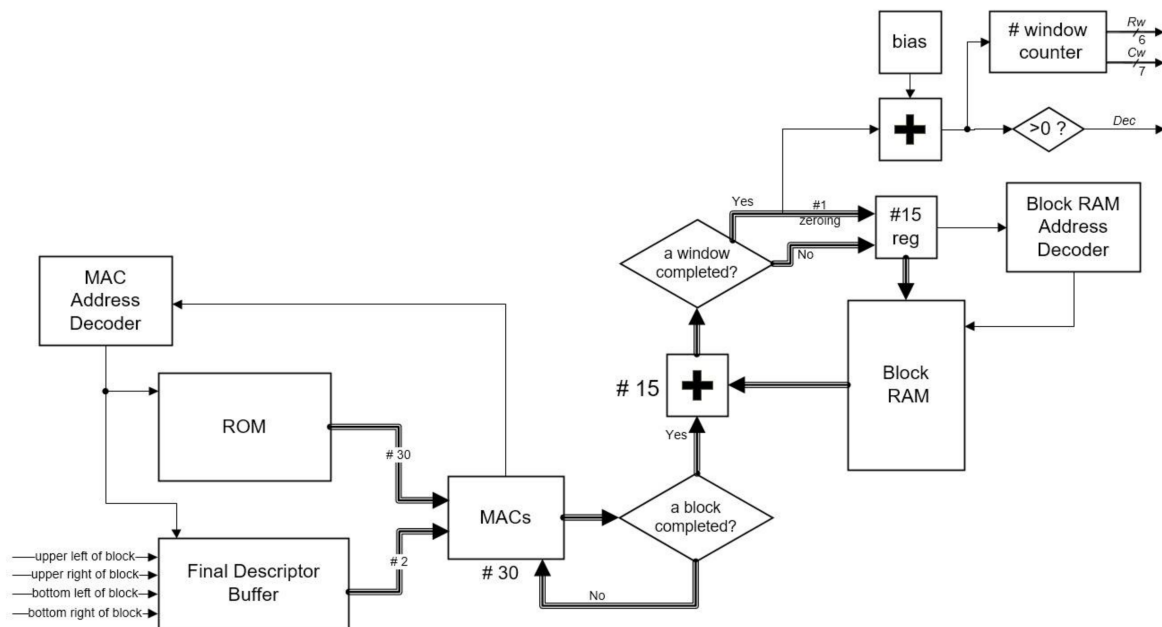 bias
# window
counter
Rw
6
Cw
7
>0 ?
Dec
Yes
#1
zeroing
#15
reg
Block RAM
Address
Decoder
a window
completed?
No
MAC
Address
Decoder
# 15
Block
RAM
ROM
Yes
# 30
MACs
a block
completed?
upper left of block
upper right of block
bottom left of block
bottom right of block
Final Descriptor
Buffer
# 2
# 30
No